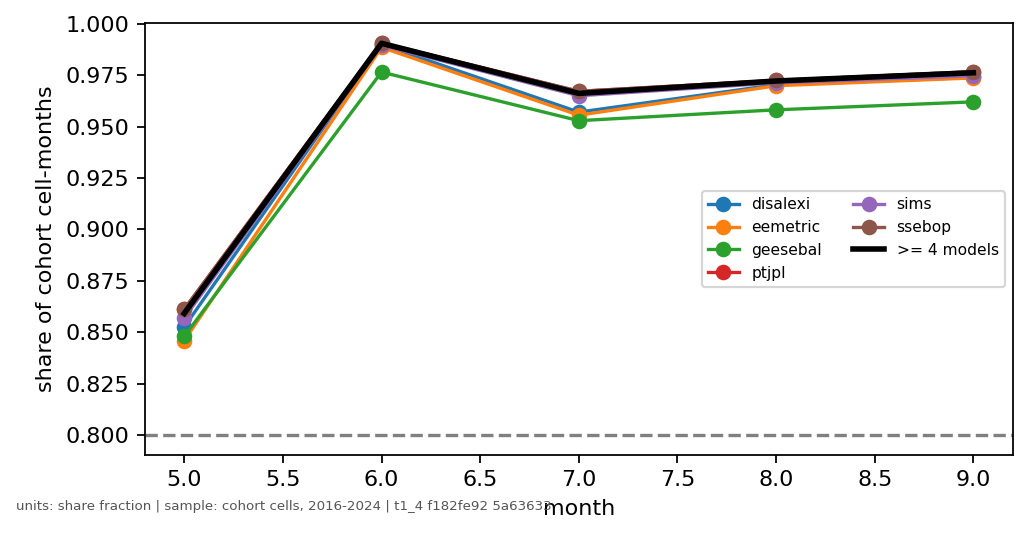 1.000
0.975
0.950
0.925
0.900
0.875
0.850
0.825
0.800
share of cohort cell-months
disalexi
eemetric
geesebal
ptjpl
sims
ssebop
>= 4 models
5.0 5.5 6.0 6.5 7.0 7.5 8.0 8.5 9.0
month
units: share fraction | sample: cohort cells, 2016-2024 | t1_4 f182fe92 5a63633